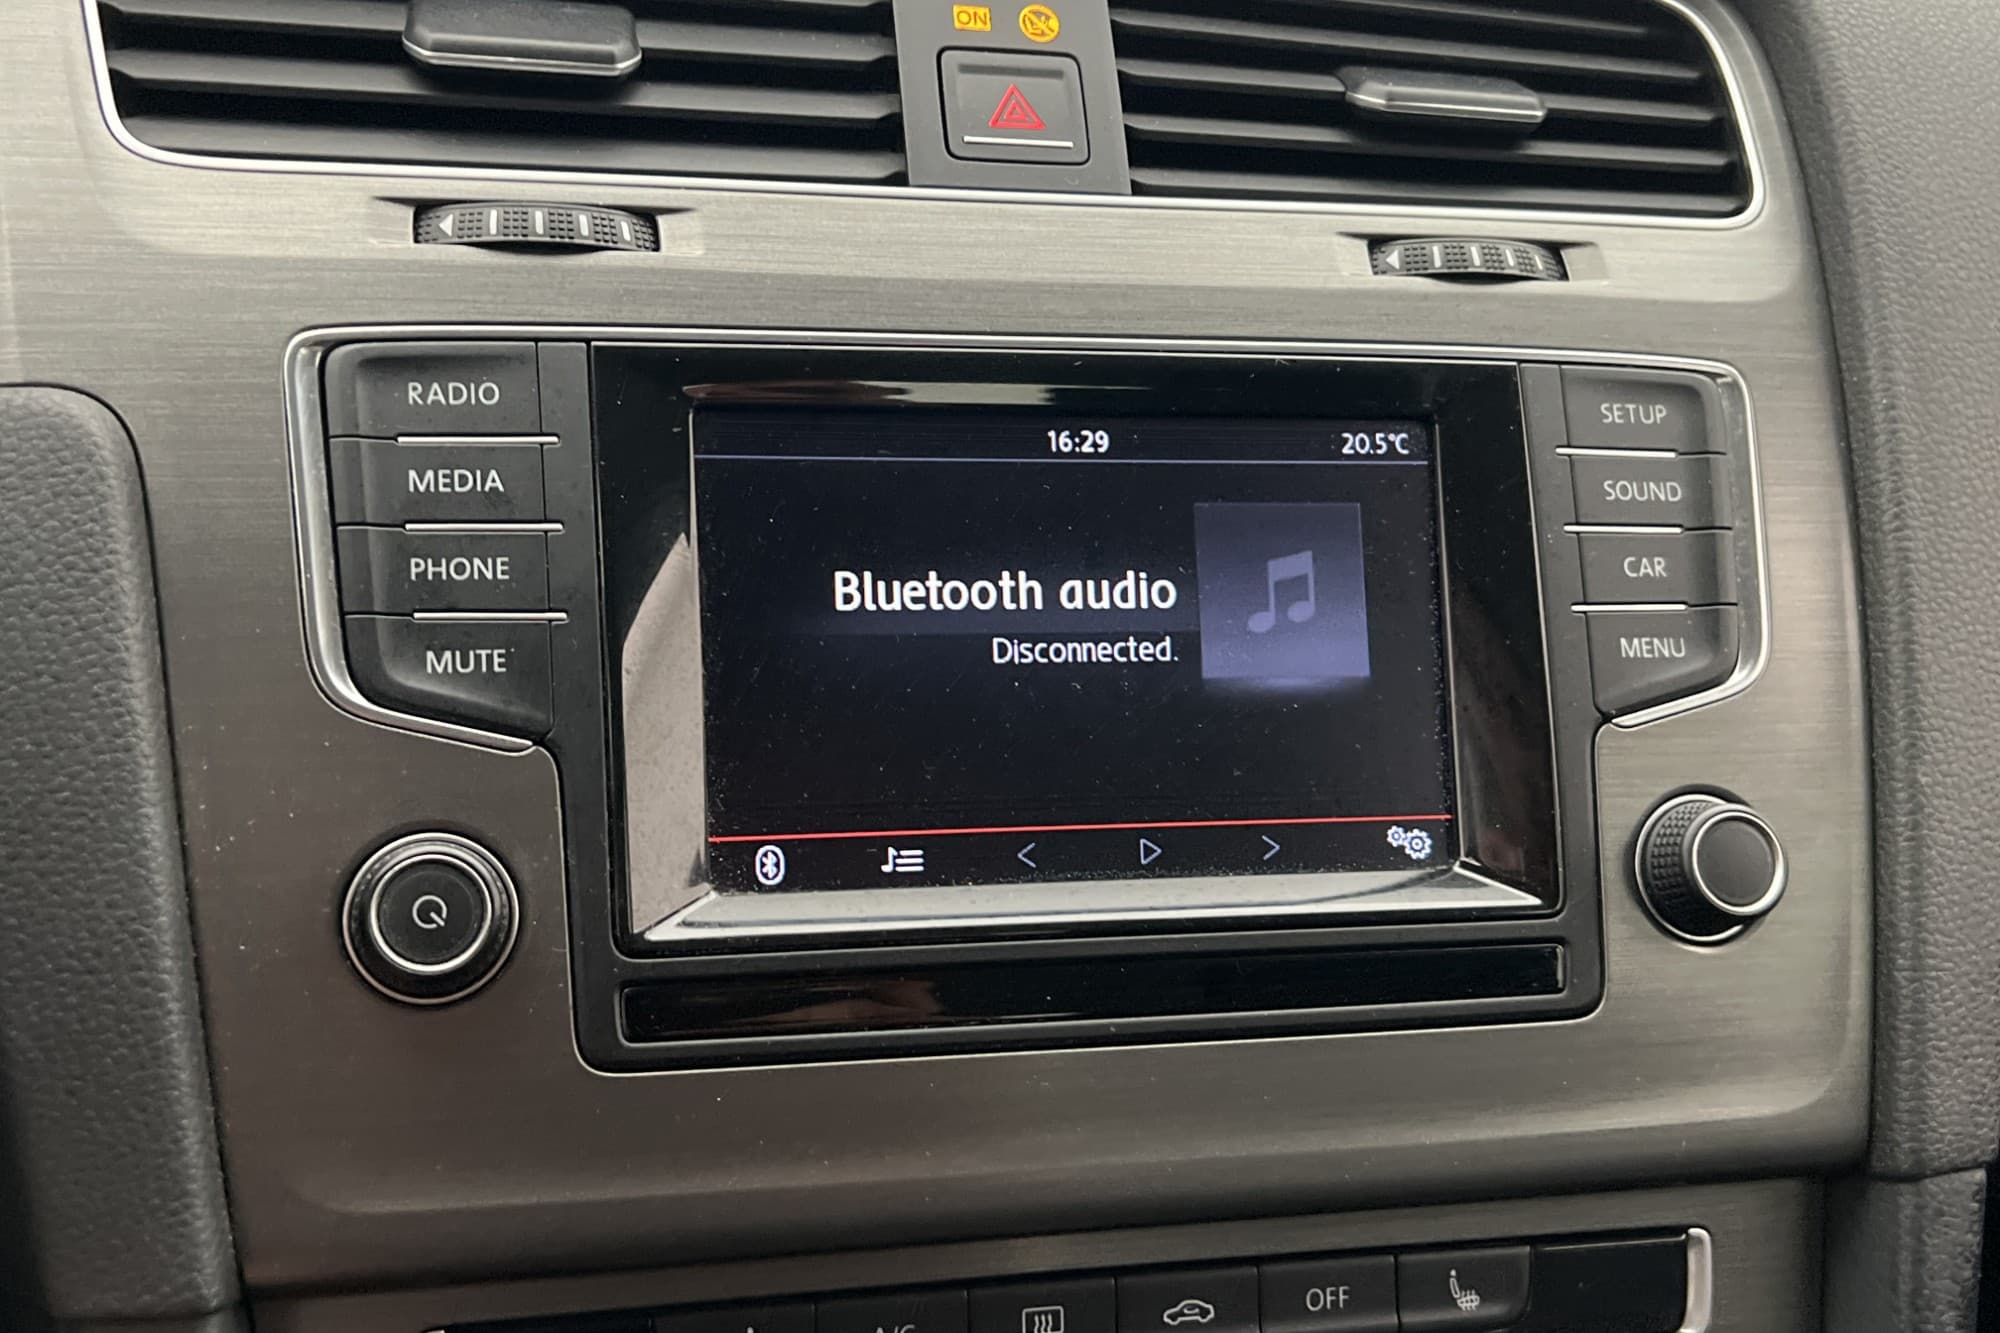 ON
RADIO
MEDIA
PHONE
MUTE
16:29
20.5°C
Bluetooth audio
Disconnected.
SETUP
SOUND
CAR
MENU
A/C
OFF